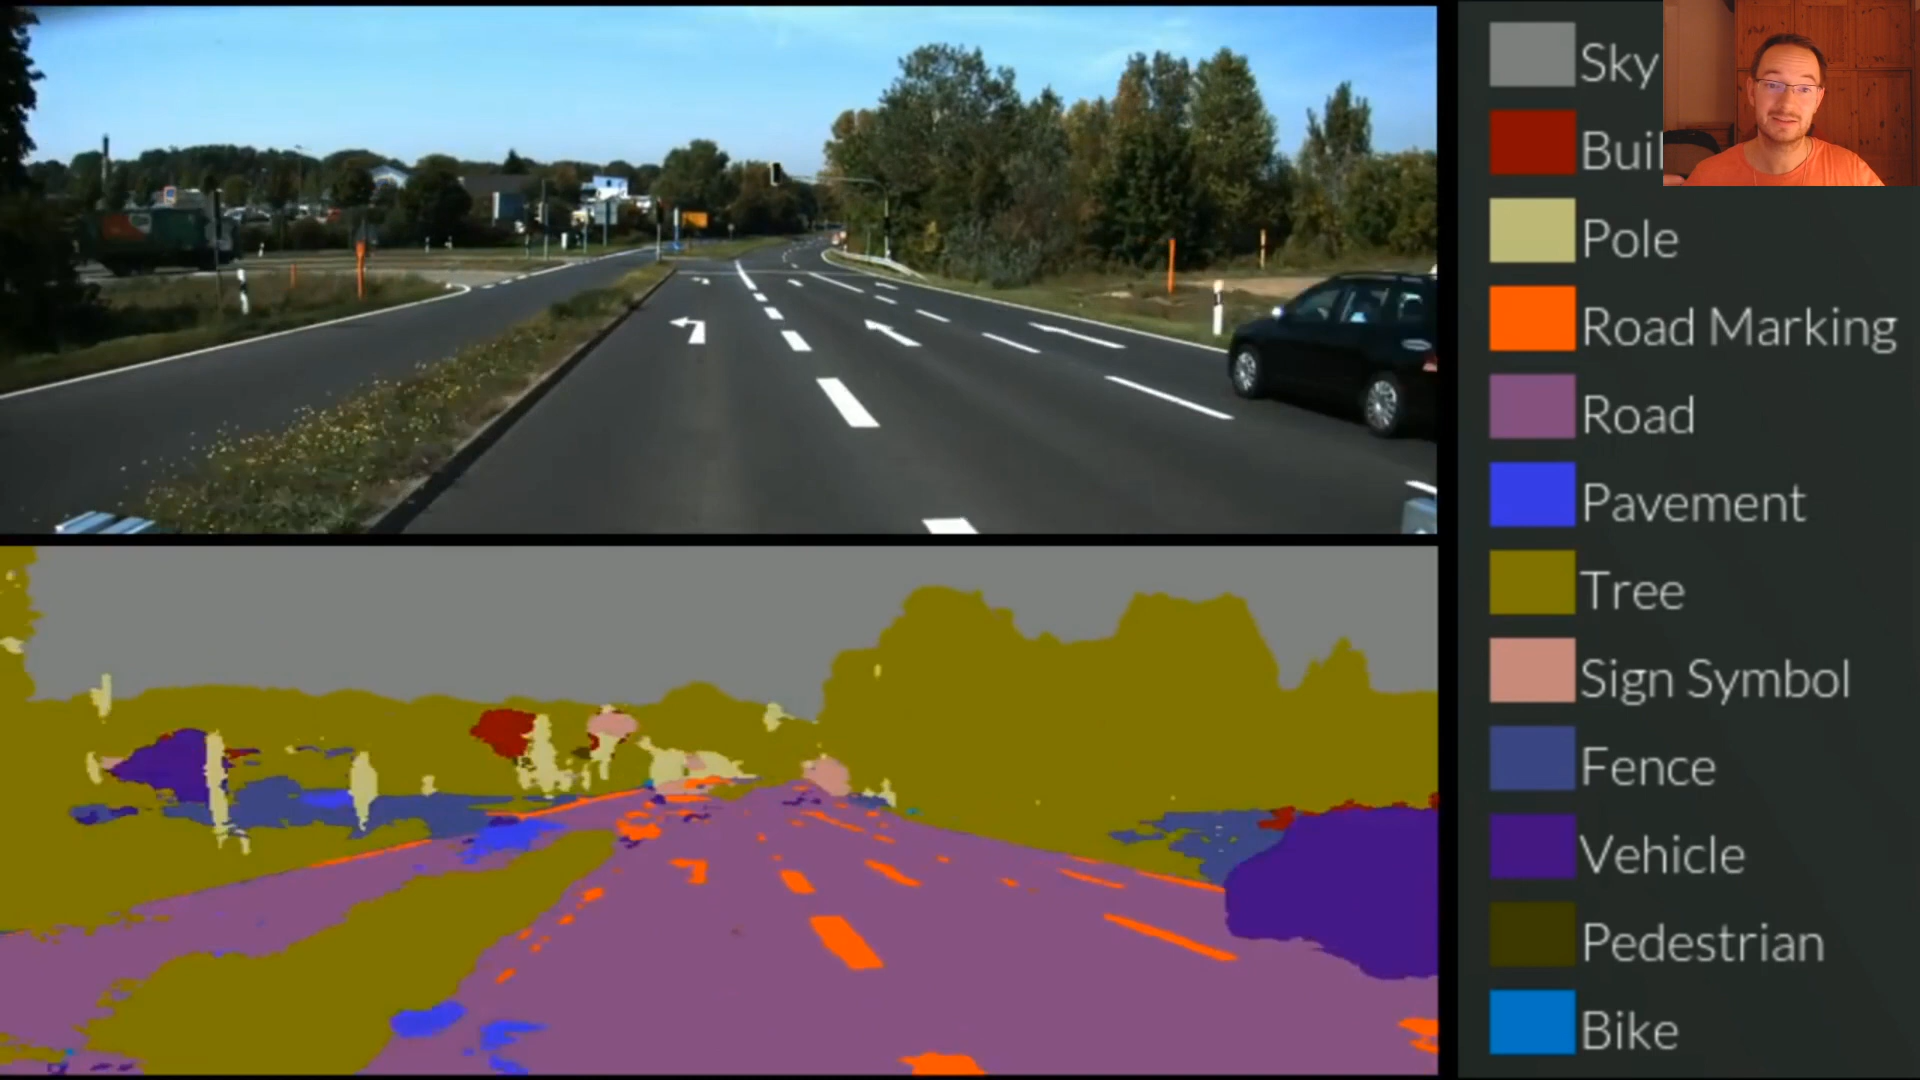 Sky
Buil
Pole
Road Marking
Road
Pavement
Tree
Sign Symbol
Fence
Vehicle
Pedestrian
Bike